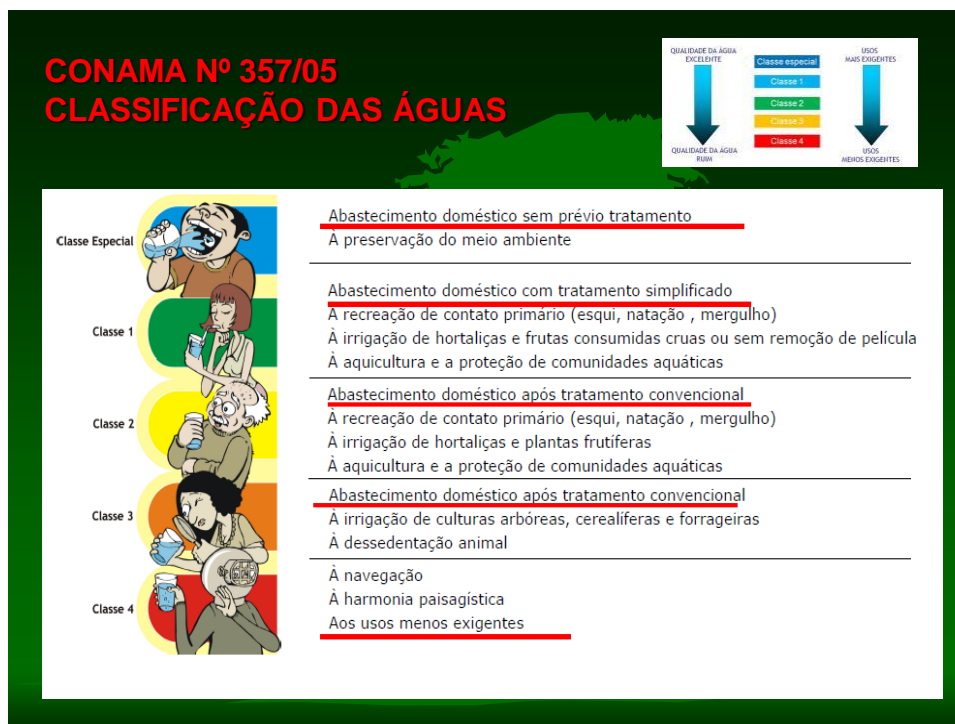 CONAMA Nº 357/05
CLASSIFICAÇÃO DAS ÁGUAS
QUALIDADE DA ÁGUA
EXCELENTE
Classe especial
Classe 1
Classe 2
Classe 3
Classe 4
QUALIDADE DA ÁGUA
RUIM
USOS
MAIS EXIGENTES
USOS
MENOS EXIGENTES
Classe Especial
Abastecimento doméstico sem prévio tratamento
À preservação do meio ambiente
Classe 1
Abastecimento doméstico com tratamento simplificado
À recreação de contato primário (esqui, natação , mergulho)
À irrigação de hortaliças e frutas consumidas cruas ou sem remoção de película
À aquicultura e a proteção de comunidades aquáticas
Classe 2
Abastecimento doméstico após tratamento convencional
À recreação de contato primário (esqui, natação , mergulho)
À irrigação de hortaliças e plantas frutíferas
À aquicultura e a proteção de comunidades aquáticas
Classe 3
Abastecimento doméstico após tratamento convencional
À irrigação de culturas arbóreas, cerealíferas e forrageiras
À dessedentação animal
Classe 4
À navegação
À harmonia paisagística
Aos usos menos exigentes